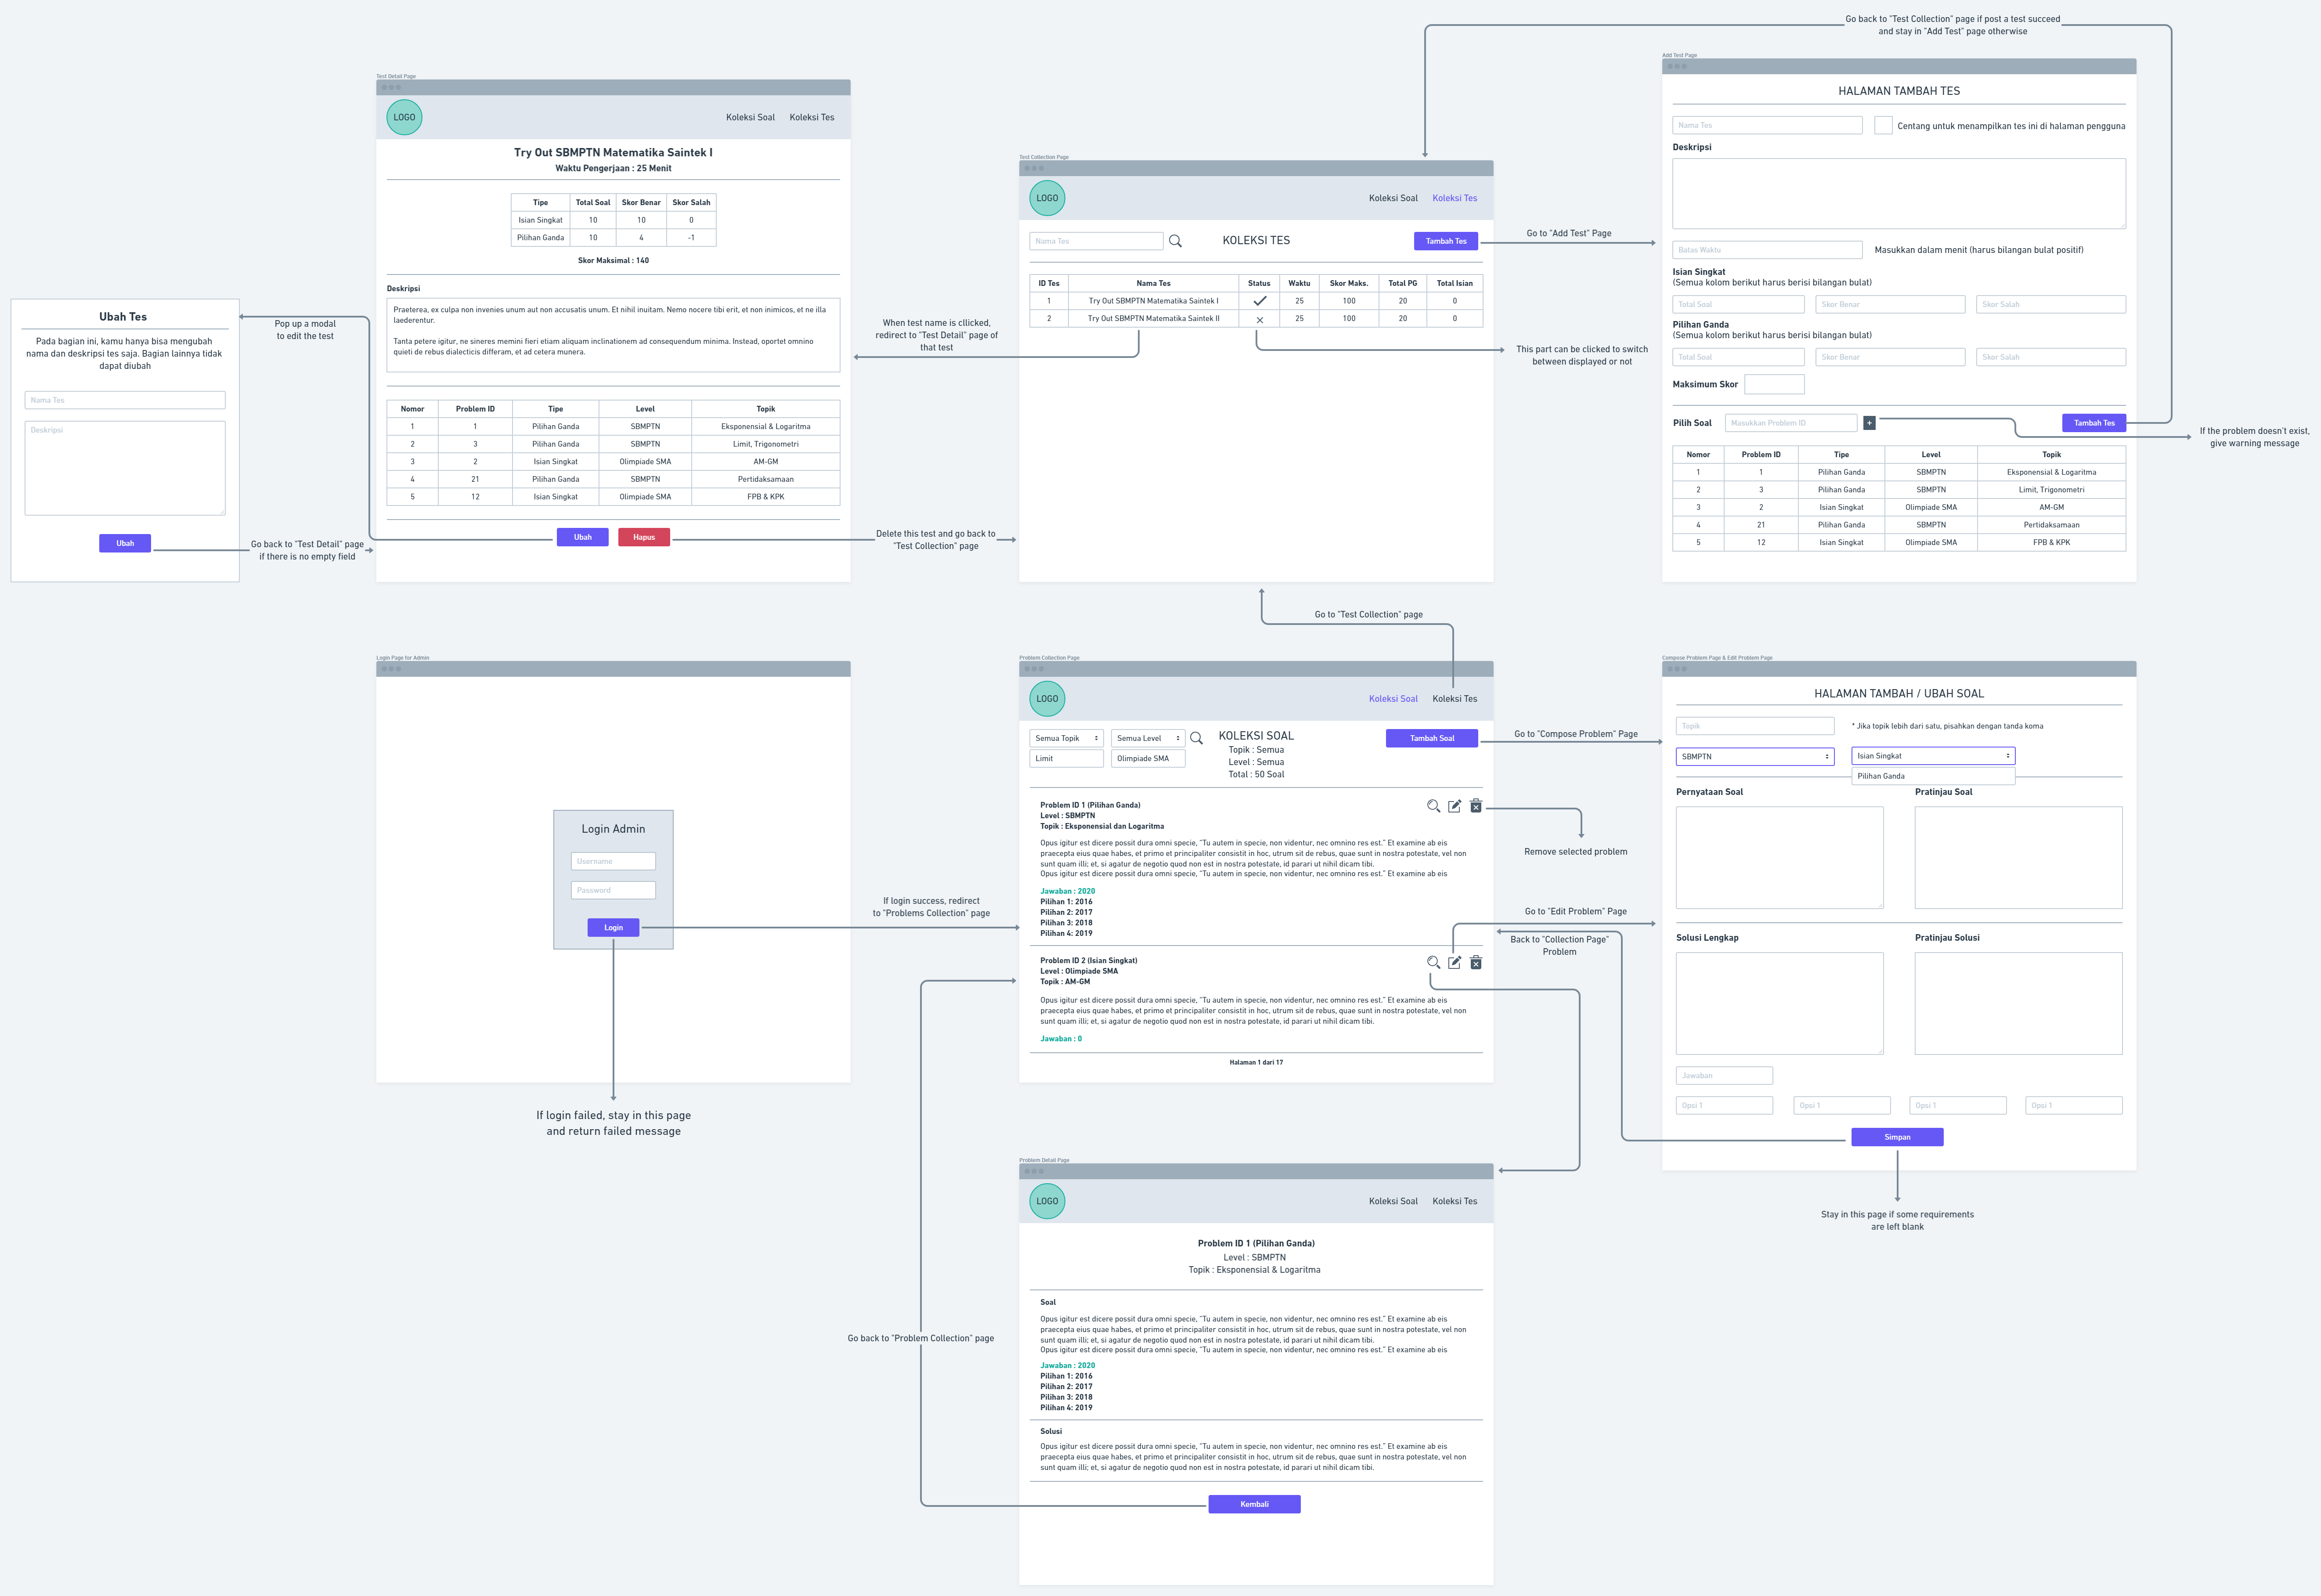 Go back to "Test Collection" page if post a test succeed
and stay in "Add Test" page otherwise
Test Detail Page
LOGO
Koleksi Soal
Koleksi Tes
Try Out SBMPTN Matematika Saintek I
Waktu Pengerjaan : 25 Menit
Tipe Total Soal Skor Benar Skor Salah
Isian Singkat 10 10 0
Pilihan Ganda 10 4 -1
Skor Maksimal : 140
Deskripsi
Praeterea, ex culpa non invenies unum aut non accusatis unum. Et nihil inuitam. Nemo nocere tibi erit, et non inimicos, et ne illa
laederentur.
Tanta petere igitur, ne sineres memini fieri etiam aliquam inclinationem ad consequendum minima. Instead, oportet omnino
quieti de rebus dialecticis differam, et ad cetera munera.
Nomor Problem ID Tipe Level Topik
1 1 Pilihan Ganda SBMPTN Eksponensial & Logaritma
2 3 Pilihan Ganda SBMPTN Limit, Trigonometri
3 2 Isian Singkat Olimpiade SMA AM-GM
4 21 Pilihan Ganda SBMPTN Pertidaksamaan
5 12 Isian Singkat Olimpiade SMA FPB & KPK
Ubah
Hapus
Ubah Tes
Pada bagian ini, kamu hanya bisa mengubah
nama dan deskripsi tes saja. Bagian lainnya tidak
dapat diubah
Nama Tes
Deskripsi
Ubah
Pop up a modal
to edit the test
Go back to "Test Detail" page
if there is no empty field
When test name is cllicked,
redirect to "Test Detail" page of
that test
Delete this test and go back to
"Test Collection" page
Test Collection Page
LOGO
Koleksi Soal
Koleksi Tes
Nama Tes
KOLEKSI TES
Tambah Tes
ID Tes Nama Tes Status Waktu Skor Maks. Total PG Total Isian
1 Try Out SBMPTN Matematika Saintek I 25 100 20 0
2 Try Out SBMPTN Matematika Saintek II 25 100 20 0
Go to "Add Test" Page
This part can be clicked to switch
between displayed or not
Add Test Page
HALAMAN TAMBAH TES
Nama Tes
Centang untuk menampilkan tes ini di halaman pengguna
Deskripsi
Batas Waktu
Masukkan dalam menit (harus bilangan bulat positif)
Isian Singkat
(Semua kolom berikut harus berisi bilangan bulat)
Total Soal
Skor Benar
Skor Salah
Pilihan Ganda
(Semua kolom berikut harus berisi bilangan bulat)
Total Soal
Skor Benar
Skor Salah
Maksimum Skor
Pilih Soal
Masukkan Problem ID
+
Tambah Tes
Nomor Problem ID Tipe Level Topik
1 1 Pilihan Ganda SBMPTN Eksponensial & Logaritma
2 3 Pilihan Ganda SBMPTN Limit, Trigonometri
3 2 Isian Singkat Olimpiade SMA AM-GM
4 21 Pilihan Ganda SBMPTN Pertidaksamaan
5 12 Isian Singkat Olimpiade SMA FPB & KPK
If the problem doesn't exist,
give warning message
Go to "Test Collection" page
Login Page for Admin
Login Admin
Username
Password
Login
If login success, redirect
to "Problems Collection" page
If login failed, stay in this page
and return failed message
Problem Collection Page
LOGO
Koleksi Soal
Koleksi Tes
Semua Topik
Limit
Semua Level
Olimpiade SMA
KOLEKSI SOAL
Topik : Semua
Level : Semua
Total : 50 Soal
Tambah Soal
Problem ID 1 (Pilihan Ganda)
Level : SBMPTN
Topik : Eksponensial dan Logaritma
Opus igitur est dicere possit dura omni specie, "Tu autem in specie, non videntur, nec omnino res est." Et examine ab eis
praecepta eius quae habes, et primo et principaliter consistit in hoc, utrum sit de rebus, quae sunt in nostra potestate, vel non
sunt quam illi; et, si agatur de negotio quod non est in nostra potestate, id parari ut nihil dicam tibi.
Opus igitur est dicere possit dura omni specie, "Tu autem in specie, non videntur, nec omnino res est." Et examine ab eis
Jawaban : 2020
Pilihan 1: 2016
Pilihan 2: 2017
Pilihan 3: 2018
Pilihan 4: 2019
Problem ID 2 (Isian Singkat)
Level : Olimpiade SMA
Topik : AM-GM
Opus igitur est dicere possit dura omni specie, "Tu autem in specie, non videntur, nec omnino res est." Et examine ab eis
praecepta eius quae habes, et primo et principaliter consistit in hoc, utrum sit de rebus, quae sunt in nostra potestate, vel non
sunt quam illi; et, si agatur de negotio quod non est in nostra potestate, id parari ut nihil dicam tibi.
Jawaban : 0
Halaman 1 dari 17
Go to "Compose Problem" Page
Remove selected problem
Go to "Edit Problem" Page
Back to "Collection Page"
Problem
Compose Problem Page & Edit Problem Page
HALAMAN TAMBAH / UBAH SOAL
Topik
* Jika topik lebih dari satu, pisahkan dengan tanda koma
SBMPTN
Isian Singkat
Pilihan Ganda
Pernyataan Soal
Pratinjau Soal
Solusi Lengkap
Pratinjau Solusi
Jawaban
Opsi 1
Opsi 1
Opsi 1
Opsi 1
Simpan
Stay in this page if some requirements
are left blank
Problem Detail Page
LOGO
Koleksi Soal
Koleksi Tes
Problem ID 1 (Pilihan Ganda)
Level : SBMPTN
Topik : Eksponensial & Logaritma
Soal
Opus igitur est dicere possit dura omni specie, "Tu autem in specie, non videntur, nec omnino res est." Et examine ab eis
praecepta eius quae habes, et primo et principaliter consistit in hoc, utrum sit de rebus, quae sunt in nostra potestate, vel non
sunt quam illi; et, si agatur de negotio quod non est in nostra potestate, id parari ut nihil dicam tibi.
Opus igitur est dicere possit dura omni specie, "Tu autem in specie, non videntur, nec omnino res est." Et examine ab eis
Jawaban : 2020
Pilihan 1: 2016
Pilihan 2: 2017
Pilihan 3: 2018
Pilihan 4: 2019
Solusi
Opus igitur est dicere possit dura omni specie, "Tu autem in specie, non videntur, nec omnino res est." Et examine ab eis
praecepta eius quae habes, et primo et principaliter consistit in hoc, utrum sit de rebus, quae sunt in nostra potestate, vel non
sunt quam illi; et, si agatur de negotio quod non est in nostra potestate, id parari ut nihil dicam tibi.
Kembali
Go back to "Problem Collection" page